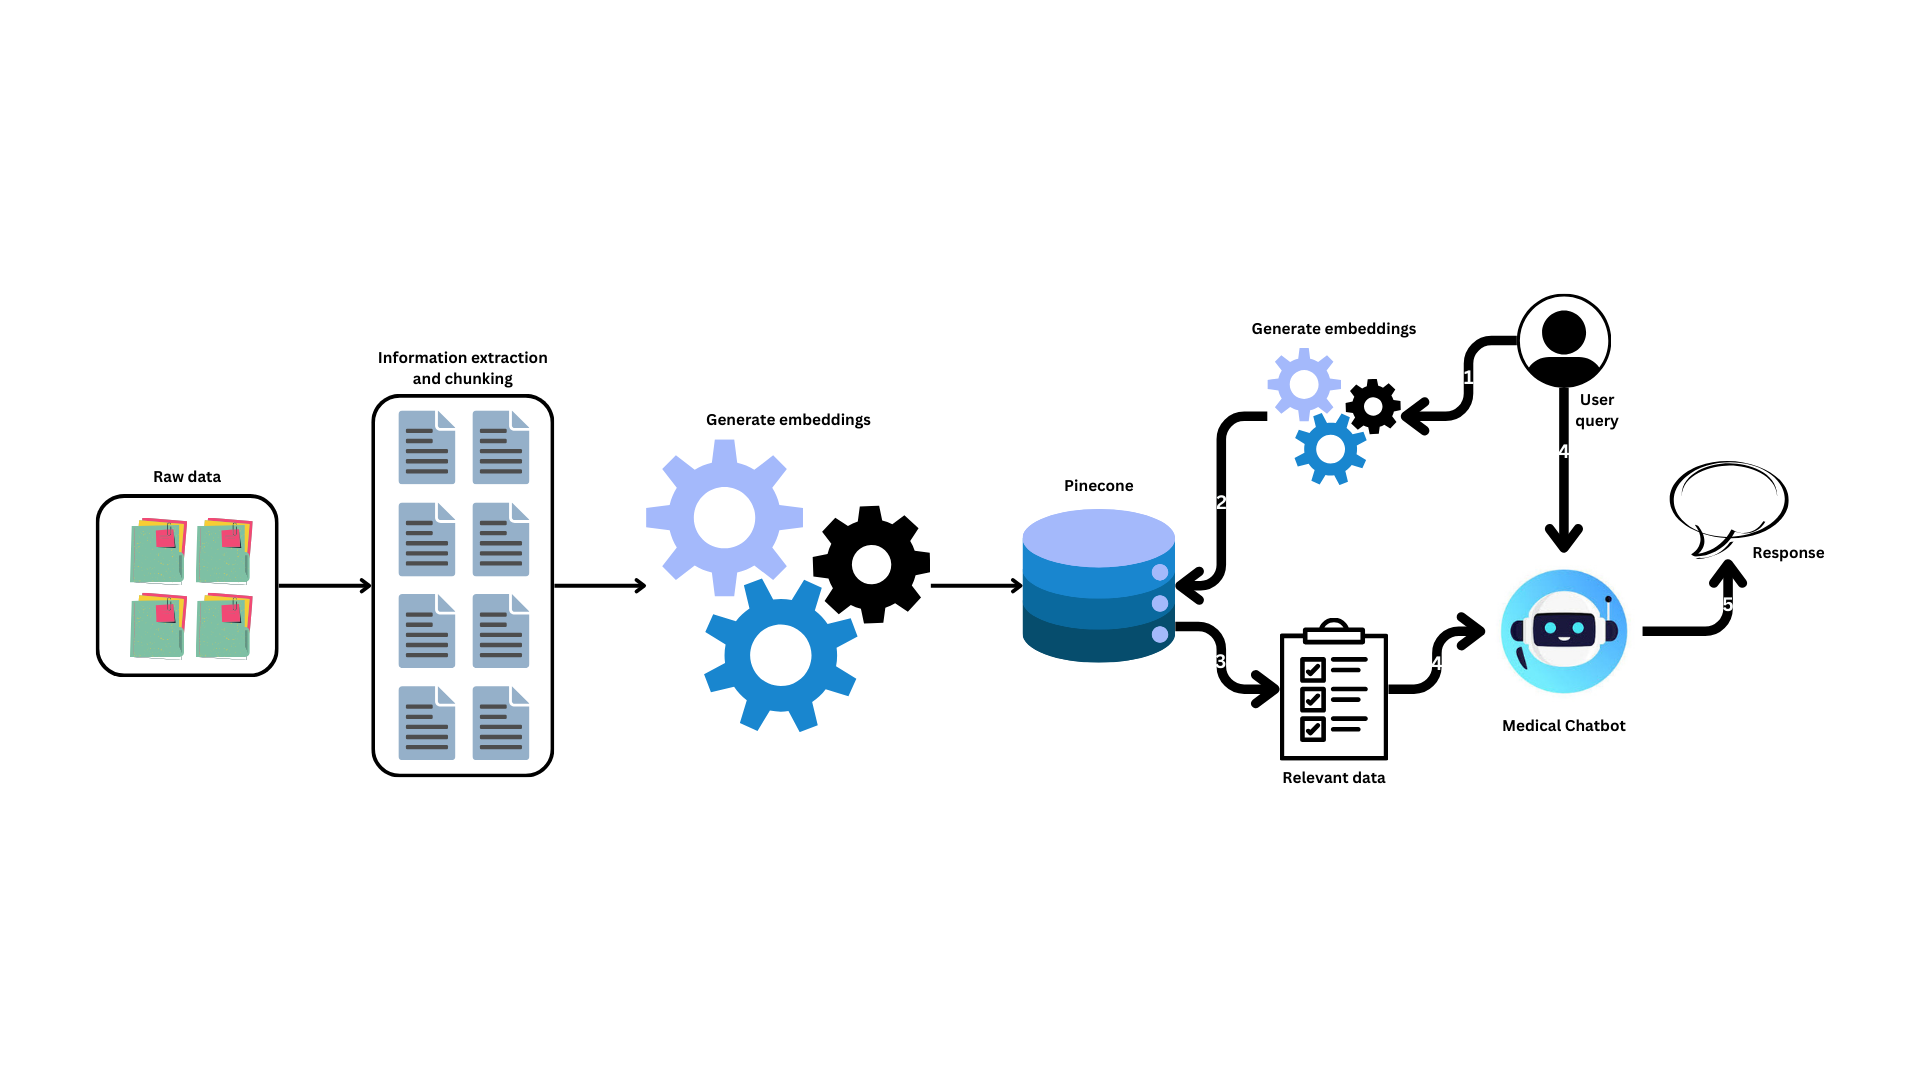 Raw data
Information extraction
and chunking
Generate embeddings
Pinecone
Generate embeddings
1
2
User
query
4
3
Relevant data
4
Medical Chatbot
5
Response